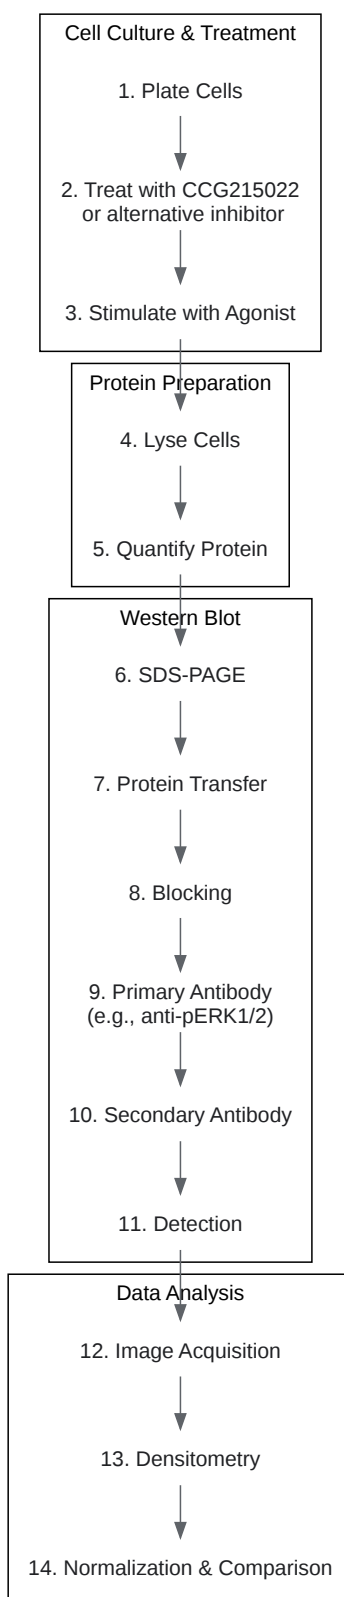 Cell Culture & Treatment
1. Plate Cells
2. Treat with CCG215022
or alternative inhibitor
3. Stimulate with Agonist
Protein Preparation
4. Lyse Cells
5. Quantify Protein
Western Blot
6. SDS-PAGE
7. Protein Transfer
8. Blocking
9. Primary Antibody
(e.g., anti-pERK1/2)
10. Secondary Antibody
11. Detection
Data Analysis
12. Image Acquisition
13. Densitometry
14. Normalization & Comparison